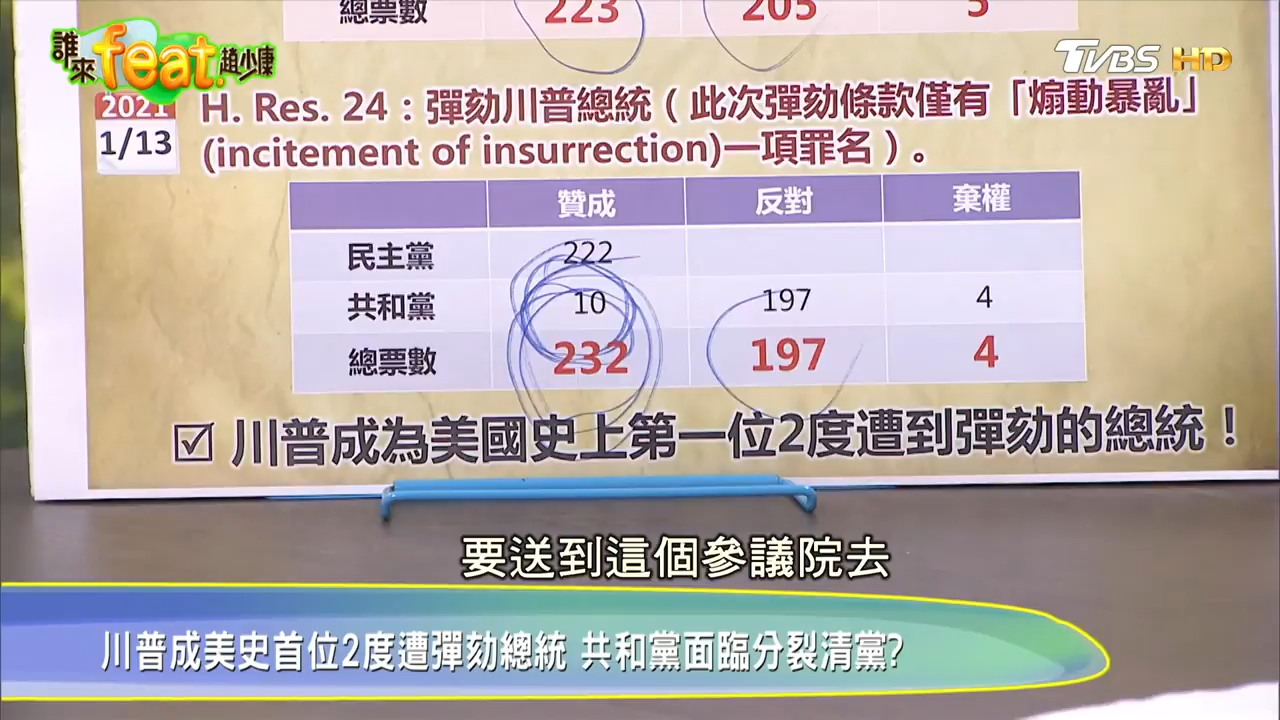 總票數 223 205 5
誰來feat.趙少康
TVBS HD
2021
1/13
H. Res. 24：彈劾川普總統（此次彈劾條款僅有「煽動暴亂」
(incitement of insurrection)一項罪名）。
贊成 反對 棄權
民主黨 222
共和黨 10 197 4
總票數 232 197 4
☑ 川普成為美國史上第一位2度遭到彈劾的總統！
要送到這個參議院去
川普成美史首位2度遭彈劾總統 共和黨面臨分裂清黨?